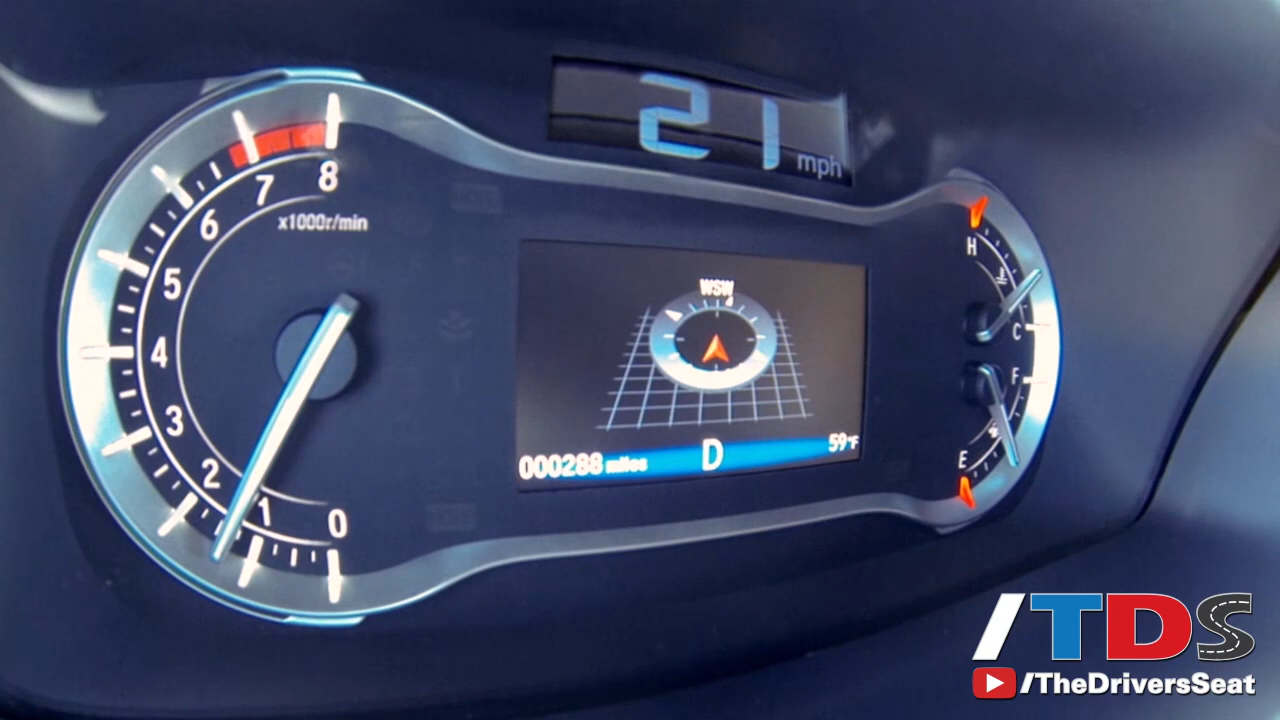 21 mph
8
7
6
x1000r/min
5
4
3
2
1
0
WSW
000288 miles D 59°F
H
C
F
E
/TDS
/TheDriversSeat